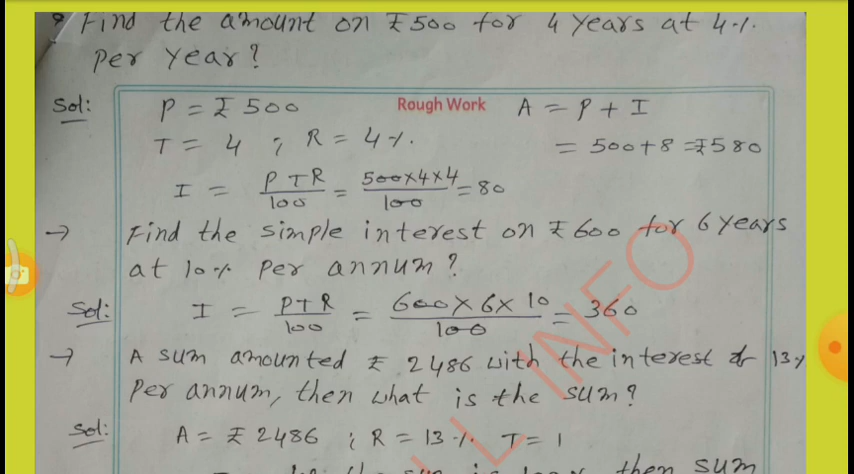 Find the amount on ₹500 for 4 years at 4%.
Per year?
Sol: P = ₹500 Rough Work A = P + I
T = 4 ; R = 4%. = 500+8 =₹580
I = PTR/100 = 500×4×4/100 = 80
→ Find the simple interest on ₹600 for 6 years
at 10% Per annum?
Sol: I = PTR/100 = 600×6×10/100 = 360
→ A sum amounted ₹ 2486 with the interest of 13%
Per annum, then what is the sum?
Sol: A = ₹2486 ; R = 13%. T = 1
then sum
INFO